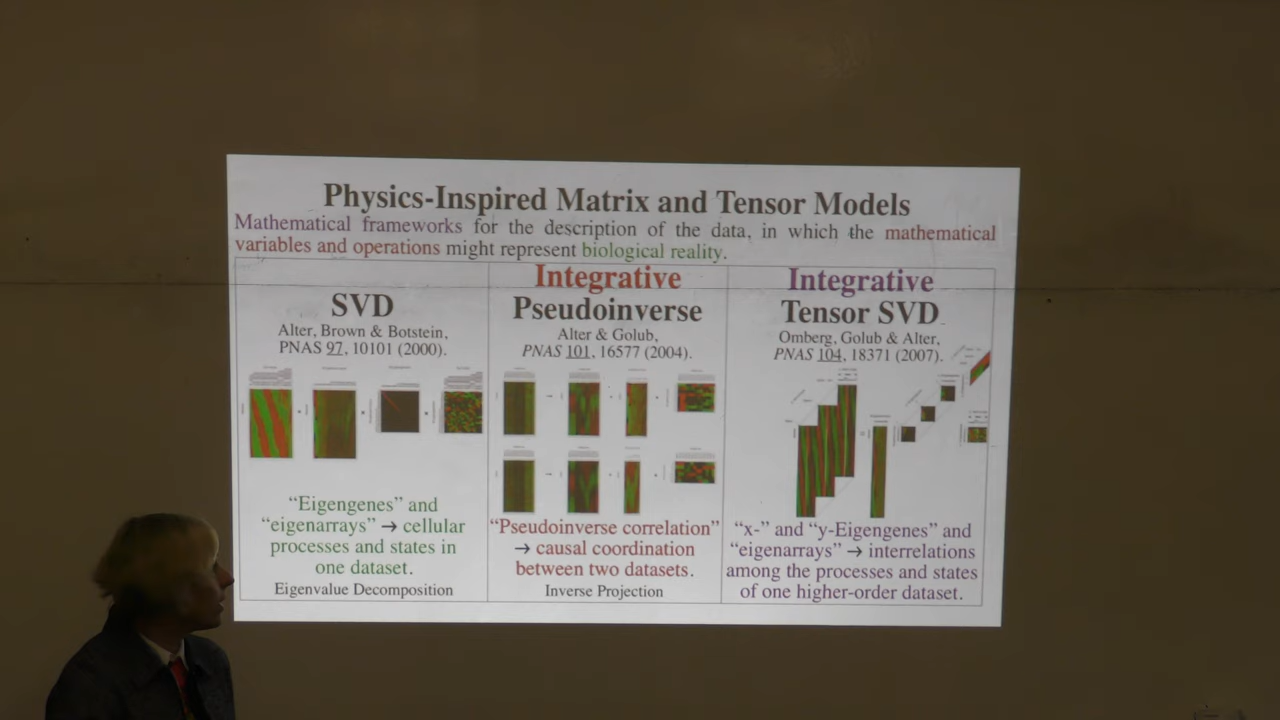 Physics-Inspired Matrix and Tensor Models
Mathematical frameworks for the description of the data, in which the mathematical
variables and operations might represent biological reality.
SVD
Alter, Brown & Botstein,
PNAS 97, 10101 (2000).
“Eigengenes” and
“eigenarrays” → cellular
processes and states in
one dataset.
Eigenvalue Decomposition
Integrative
Pseudoinverse
Alter & Golub,
PNAS 101, 16577 (2004).
“Pseudoinverse correlation”
→ causal coordination
between two datasets.
Inverse Projection
Integrative
Tensor SVD
Omberg, Golub & Alter,
PNAS 104, 18371 (2007).
“x-” and “y-Eigengenes” and
“eigenarrays” → interrelations
among the processes and states
of one higher-order dataset.